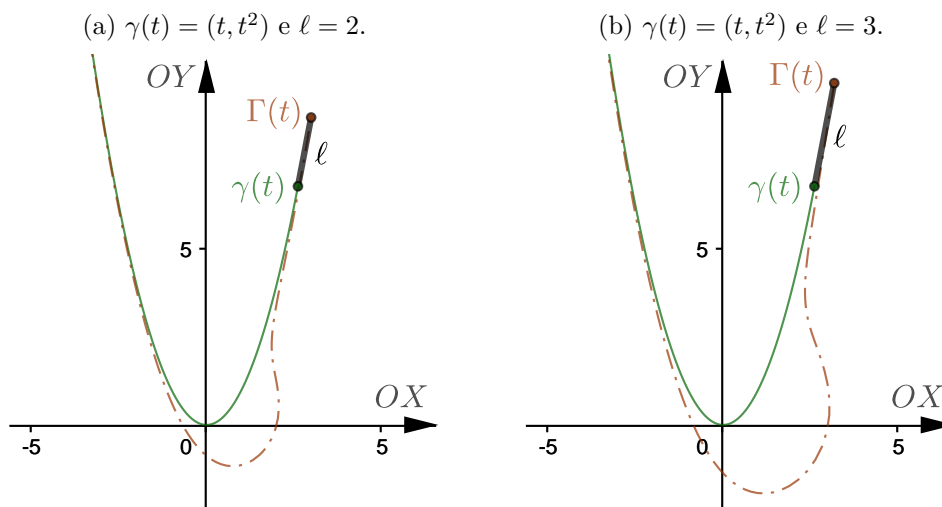 (a) γ(t) = (t, t²) e ℓ = 2.
OY
Γ(t)
ℓ
γ(t)
5
OX
-5
0
5
(b) γ(t) = (t, t²) e ℓ = 3.
OY
Γ(t)
ℓ
γ(t)
5
OX
-5
0
5